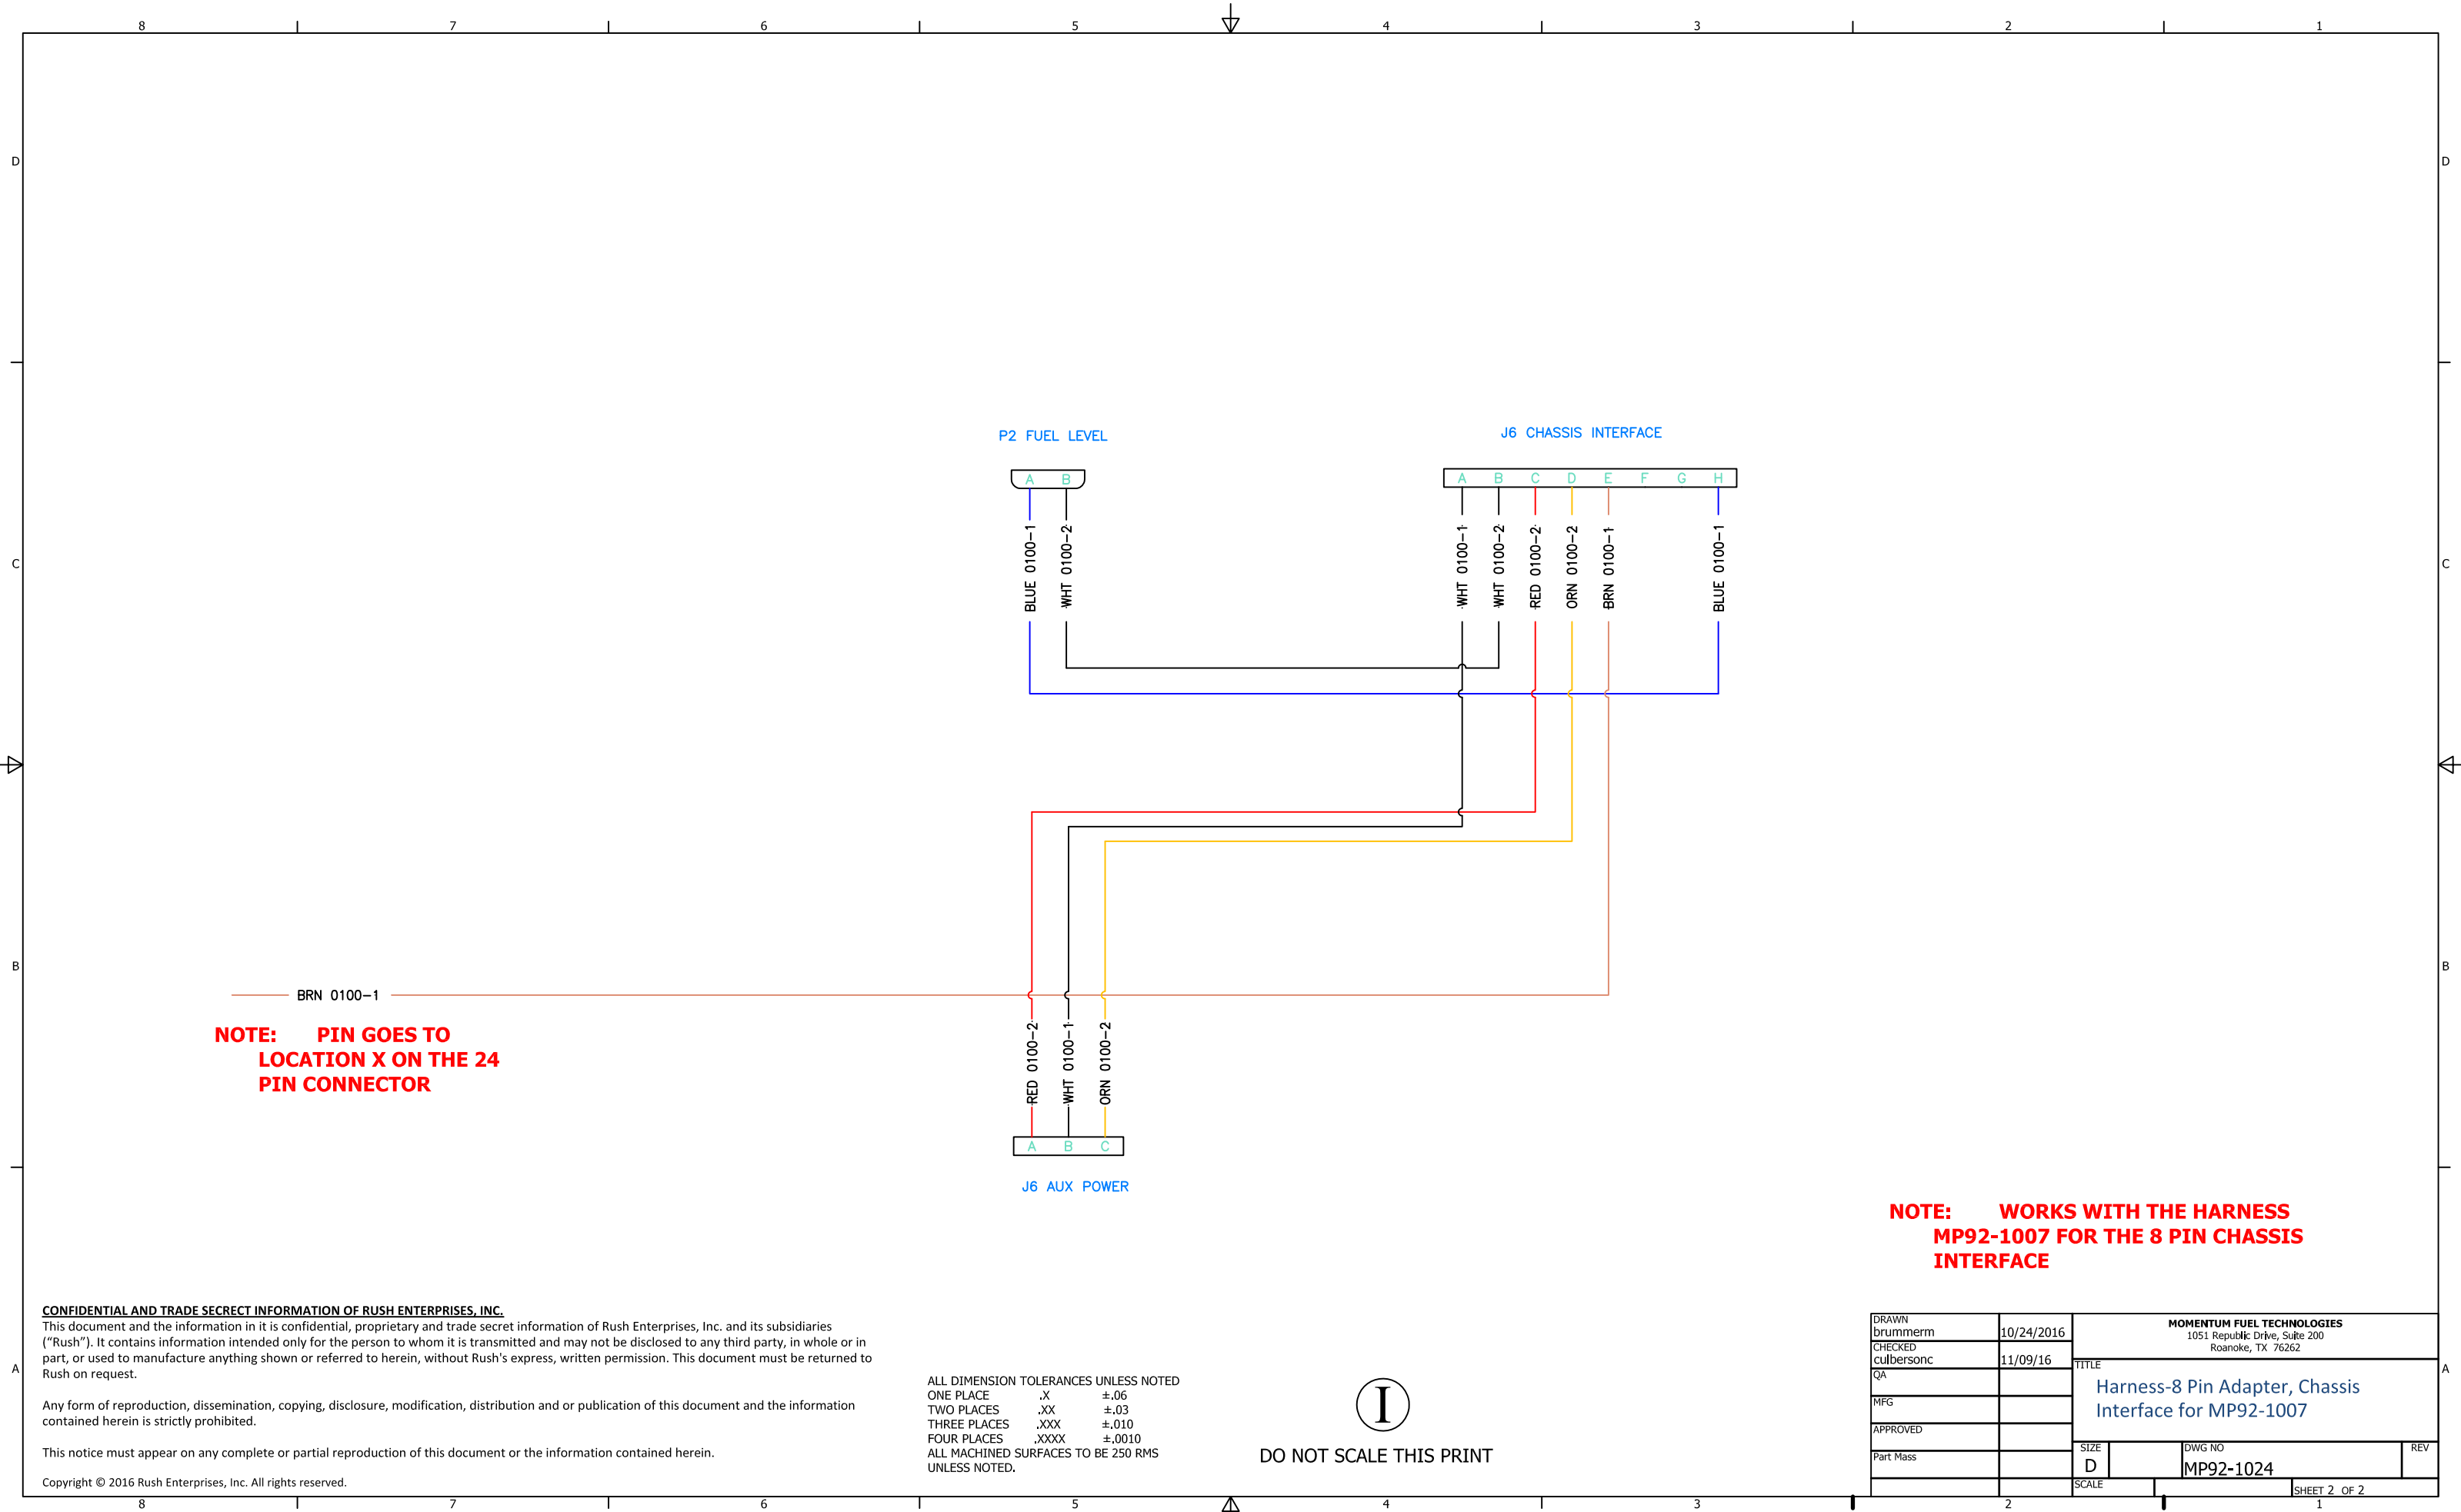 8 7 6 5 4 3 2 1
D D
P2 FUEL LEVEL
J6 CHASSIS INTERFACE
A B
A B C D E F G H
BLUE 0100-1
WHT 0100-2
WHT 0100-1
WHT 0100-2
RED 0100-2
ORN 0100-2
BRN 0100-1
BLUE 0100-1
C C
B B
BRN 0100-1
NOTE: PIN GOES TO
LOCATION X ON THE 24
PIN CONNECTOR
RED 0100-2
WHT 0100-1
ORN 0100-2
A B C
J6 AUX POWER
NOTE: WORKS WITH THE HARNESS
MP92-1007 FOR THE 8 PIN CHASSIS
INTERFACE
CONFIDENTIAL AND TRADE SECRECT INFORMATION OF RUSH ENTERPRISES, INC.
This document and the information in it is confidential, proprietary and trade secret information of Rush Enterprises, Inc. and its subsidiaries
(“Rush”). It contains information intended only for the person to whom it is transmitted and may not be disclosed to any third party, in whole or in
part, or used to manufacture anything shown or referred to herein, without Rush's express, written permission. This document must be returned to
Rush on request.
Any form of reproduction, dissemination, copying, disclosure, modification, distribution and or publication of this document and the information
contained herein is strictly prohibited.
This notice must appear on any complete or partial reproduction of this document or the information contained herein.
Copyright © 2016 Rush Enterprises, Inc. All rights reserved.
A A
ALL DIMENSION TOLERANCES UNLESS NOTED
ONE PLACE .X ±.06
TWO PLACES .XX ±.03
THREE PLACES .XXX ±.010
FOUR PLACES .XXXX ±.0010
ALL MACHINED SURFACES TO BE 250 RMS
UNLESS NOTED.
I
DO NOT SCALE THIS PRINT
DRAWN
brummerm 10/24/2016
CHECKED
culbersonc 11/09/16
QA
MFG
APPROVED
Part Mass
MOMENTUM FUEL TECHNOLOGIES
1051 Republic Drive, Suite 200
Roanoke, TX 76262
TITLE
Harness-8 Pin Adapter, Chassis
Interface for MP92-1007
SIZE
D
DWG NO
MP92-1024
REV
SCALE
SHEET 2 OF 2
8 7 6 5 4 3 2 1